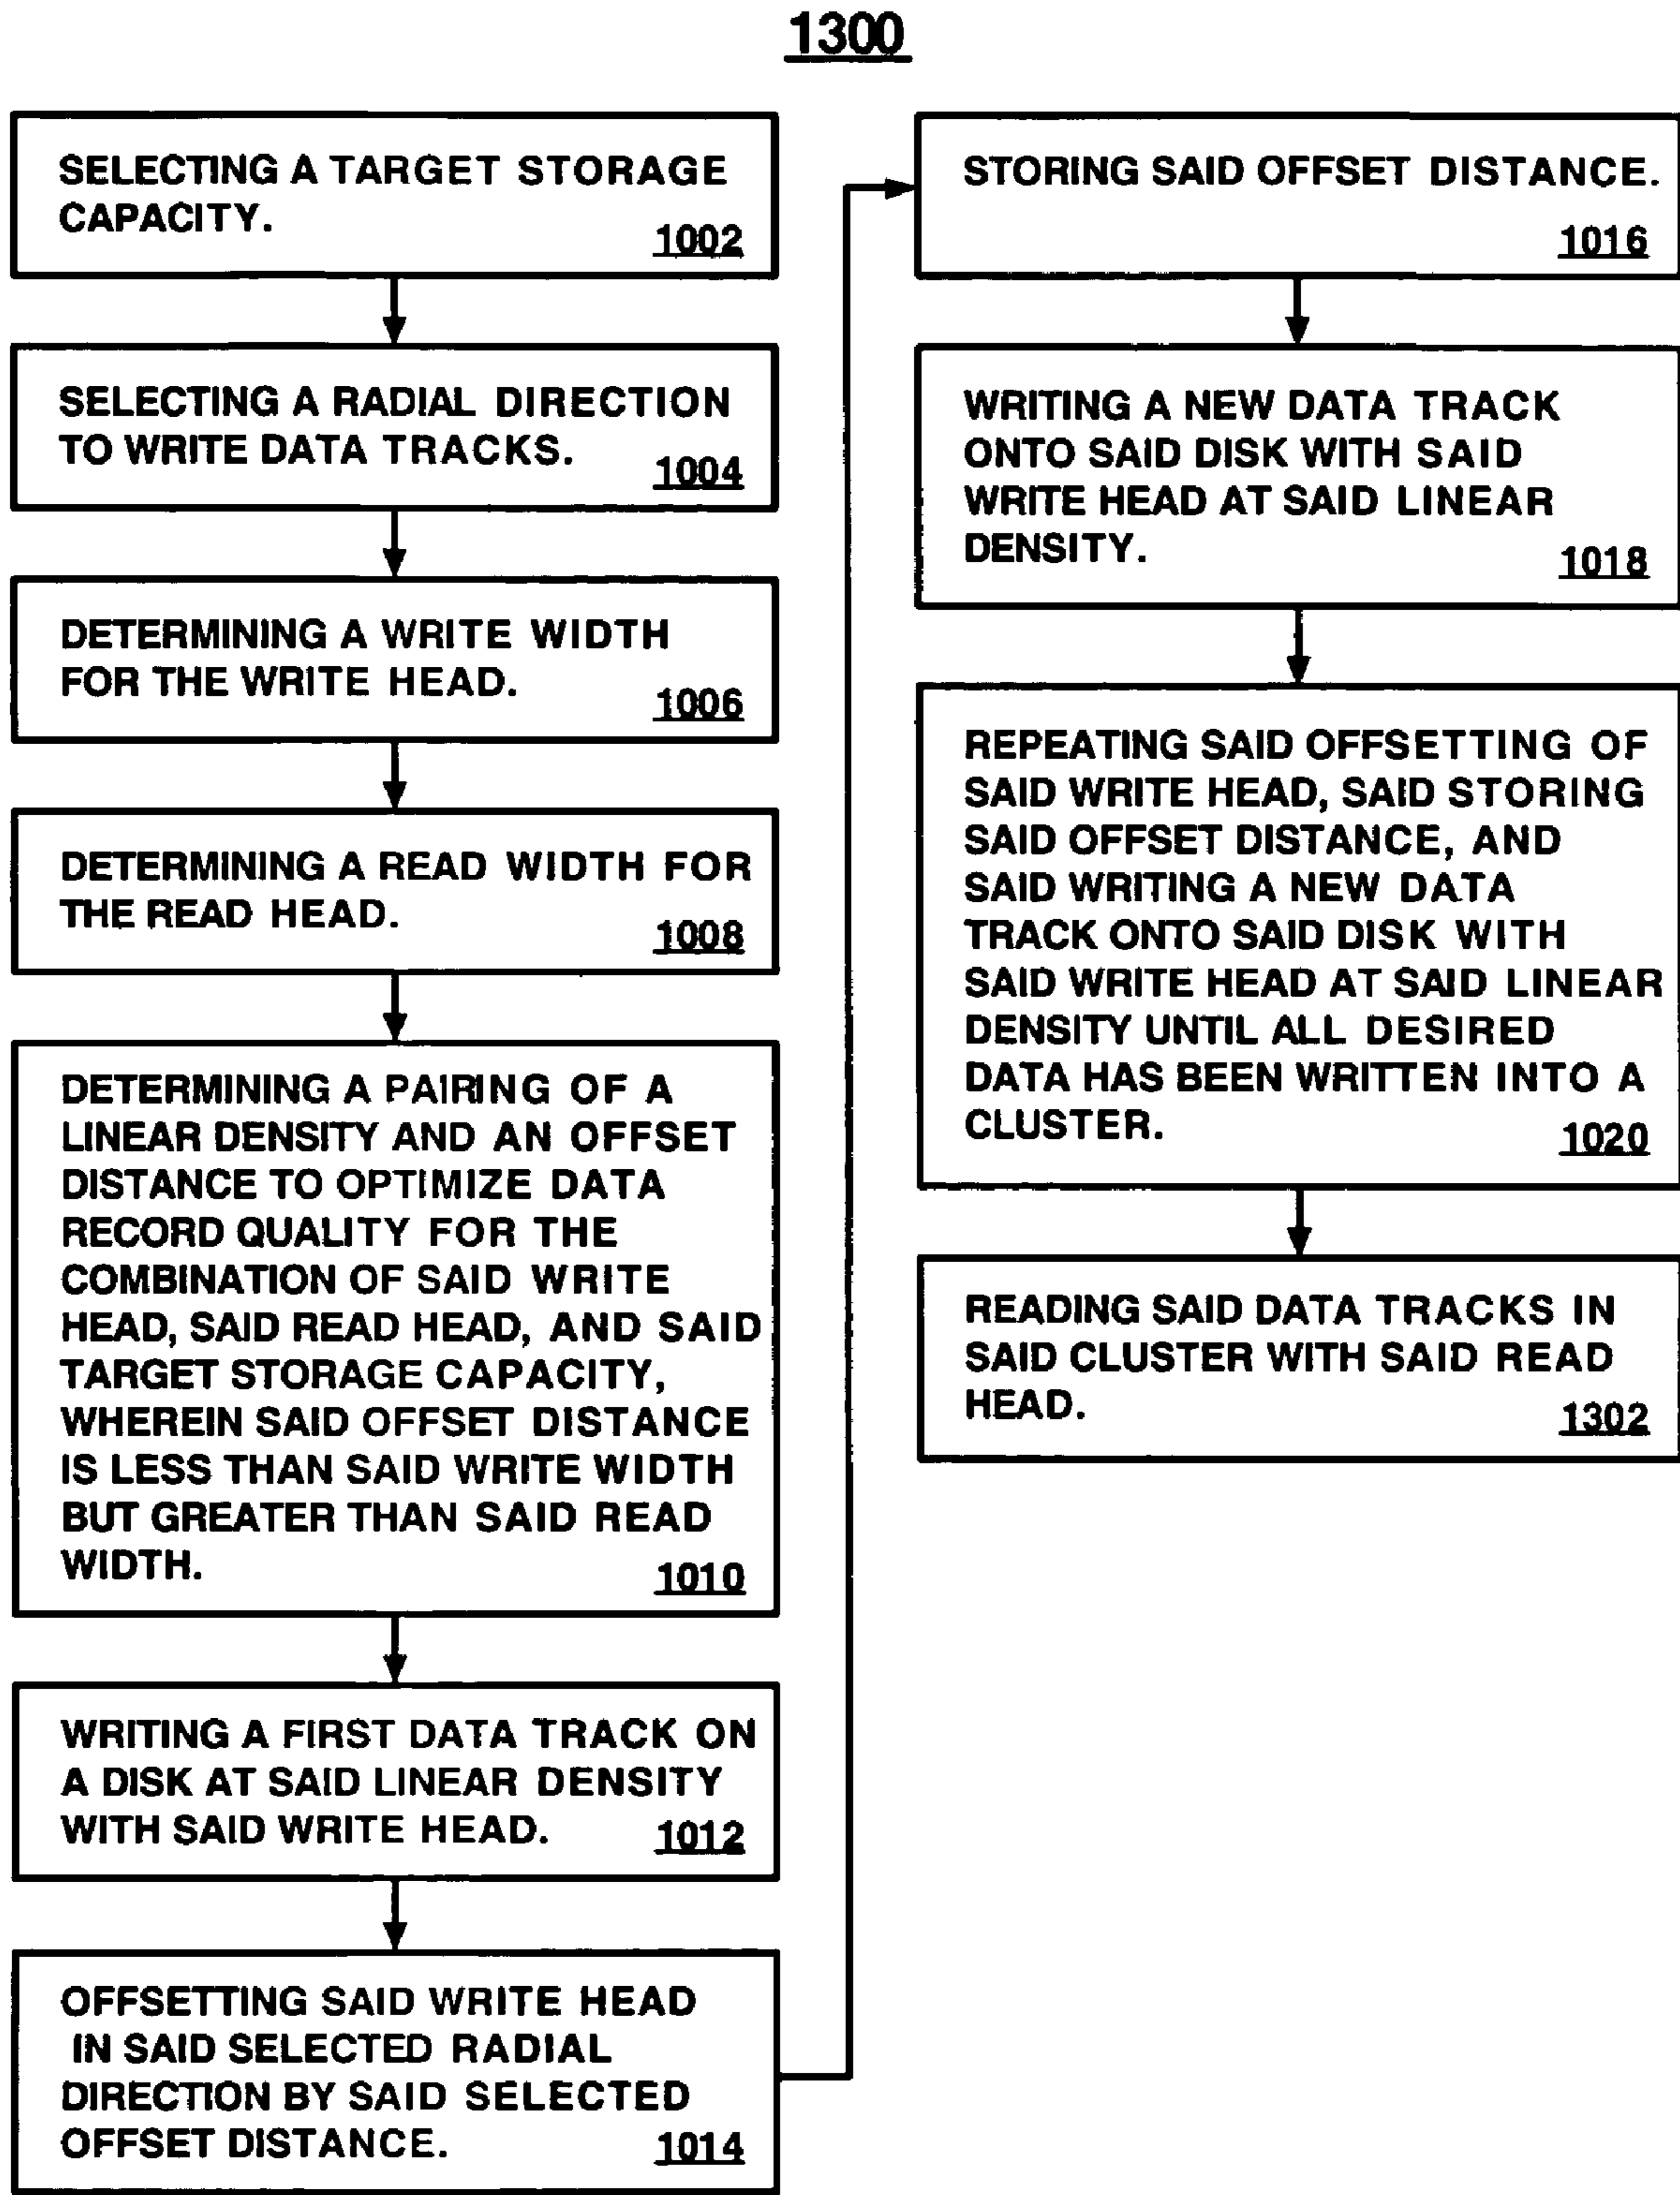 1300
SELECTING A TARGET STORAGE
CAPACITY.
1002
SELECTING A RADIAL DIRECTION
TO WRITE DATA TRACKS.
1004
DETERMINING A WRITE WIDTH
FOR THE WRITE HEAD.
1006
DETERMINING A READ WIDTH FOR
THE READ HEAD.
1008
DETERMINING A PAIRING OF A
LINEAR DENSITY AND AN OFFSET
DISTANCE TO OPTIMIZE DATA
RECORD QUALITY FOR THE
COMBINATION OF SAID WRITE
HEAD, SAID READ HEAD, AND SAID
TARGET STORAGE CAPACITY,
WHEREIN SAID OFFSET DISTANCE
IS LESS THAN SAID WRITE WIDTH
BUT GREATER THAN SAID READ
WIDTH.
1010
WRITING A FIRST DATA TRACK ON
A DISK AT SAID LINEAR DENSITY
WITH SAID WRITE HEAD.
1012
OFFSETTING SAID WRITE HEAD
IN SAID SELECTED RADIAL
DIRECTION BY SAID SELECTED
OFFSET DISTANCE.
1014
STORING SAID OFFSET DISTANCE.
1016
WRITING A NEW DATA TRACK
ONTO SAID DISK WITH SAID
WRITE HEAD AT SAID LINEAR
DENSITY.
1018
REPEATING SAID OFFSETTING OF
SAID WRITE HEAD, SAID STORING
SAID OFFSET DISTANCE, AND
SAID WRITING A NEW DATA
TRACK ONTO SAID DISK WITH
SAID WRITE HEAD AT SAID LINEAR
DENSITY UNTIL ALL DESIRED
DATA HAS BEEN WRITTEN INTO A
CLUSTER.
1020
READING SAID DATA TRACKS IN
SAID CLUSTER WITH SAID READ
HEAD.
1302